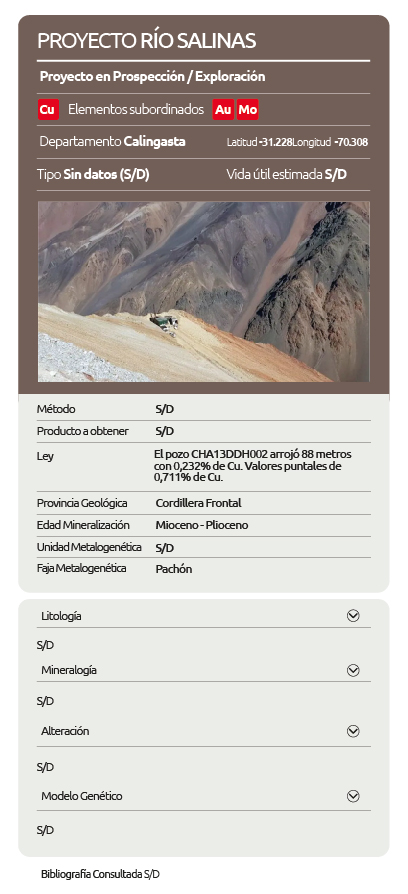 PROYECTO RÍO SALINAS
Proyecto en Prospección / Exploración
Cu Elementos subordinados Au Mo
Departamento Calingasta Latitud -31.228 Longitud -70.308
Tipo Sin datos (S/D) Vida útil estimada S/D
Método S/D
Producto a obtener S/D
Ley El pozo CHA13DDH002 arrojó 88 metros
con 0,232% de Cu. Valores puntales de
0,711% de Cu.
Provincia Geológica Cordillera Frontal
Edad Mineralización Mioceno - Plioceno
Unidad Metalogenética S/D
Faja Metalogenética Pachón
Litología
S/D
Mineralogía
S/D
Alteración
S/D
Modelo Genético
S/D
Bibliografía Consultada S/D